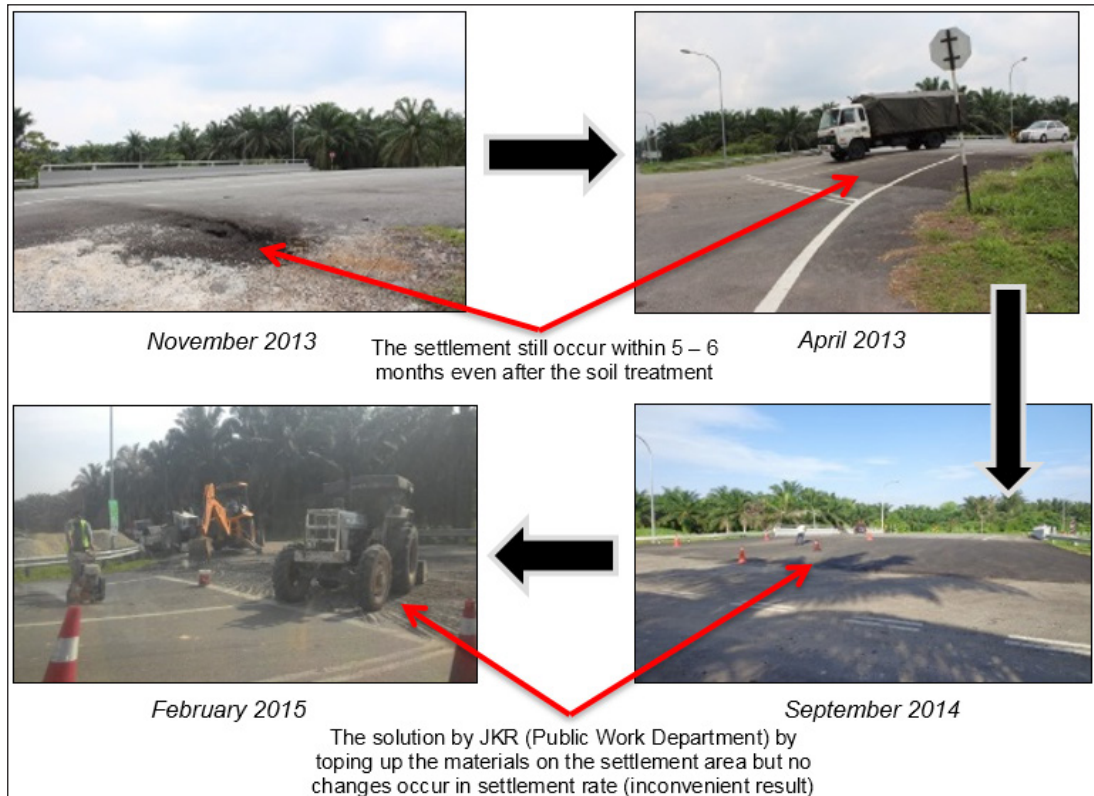 November 2013
April 2013
The settlement still occur within 5 – 6
months even after the soil treatment
February 2015
September 2014
The solution by JKR (Public Work Department) by
toping up the materials on the settlement area but no
changes occur in settlement rate (inconvenient result)